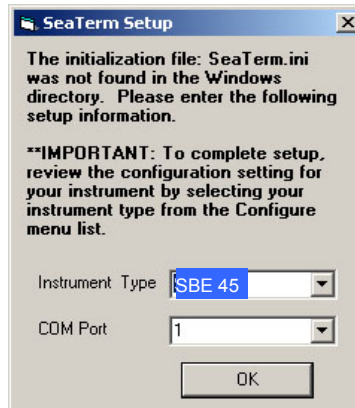 SeaTerm Setup
The initialization file: SeaTerm.ini
was not found in the Windows
directory. Please enter the following
setup information.
**IMPORTANT: To complete setup,
review the configuration setting for
your instrument by selecting your
instrument type from the Configure
menu list.
Instrument Type SBE 45
COM Port 1
OK